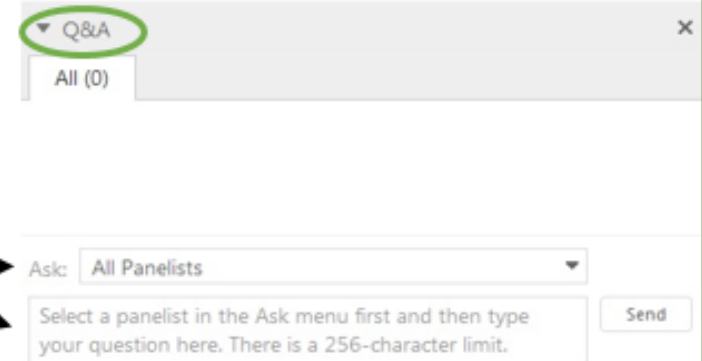 Q&A
All (0)
Ask: All Panelists
Select a panelist in the Ask menu first and then type
your question here. There is a 256-character limit.
Send